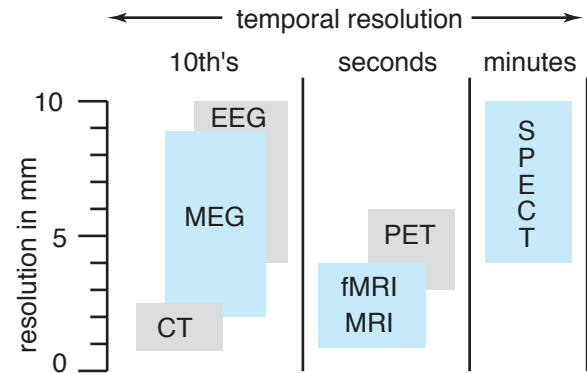 temporal resolution
10th's
seconds
minutes
resolution in mm
10
5
0
EEG
MEG
CT
PET
fMRI
MRI
S
P
E
C
T